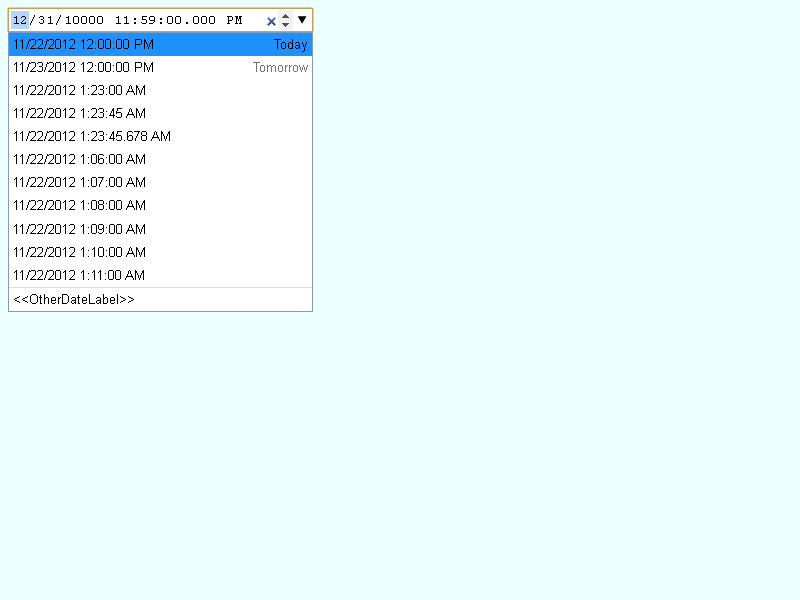 12/31/10000 11:59:00.000 PM
11/22/2012 12:00:00 PM Today
11/23/2012 12:00:00 PM Tomorrow
11/22/2012 1:23:00 AM
11/22/2012 1:23:45 AM
11/22/2012 1:23:45.678 AM
11/22/2012 1:06:00 AM
11/22/2012 1:07:00 AM
11/22/2012 1:08:00 AM
11/22/2012 1:09:00 AM
11/22/2012 1:10:00 AM
11/22/2012 1:11:00 AM
<<OtherDateLabel>>